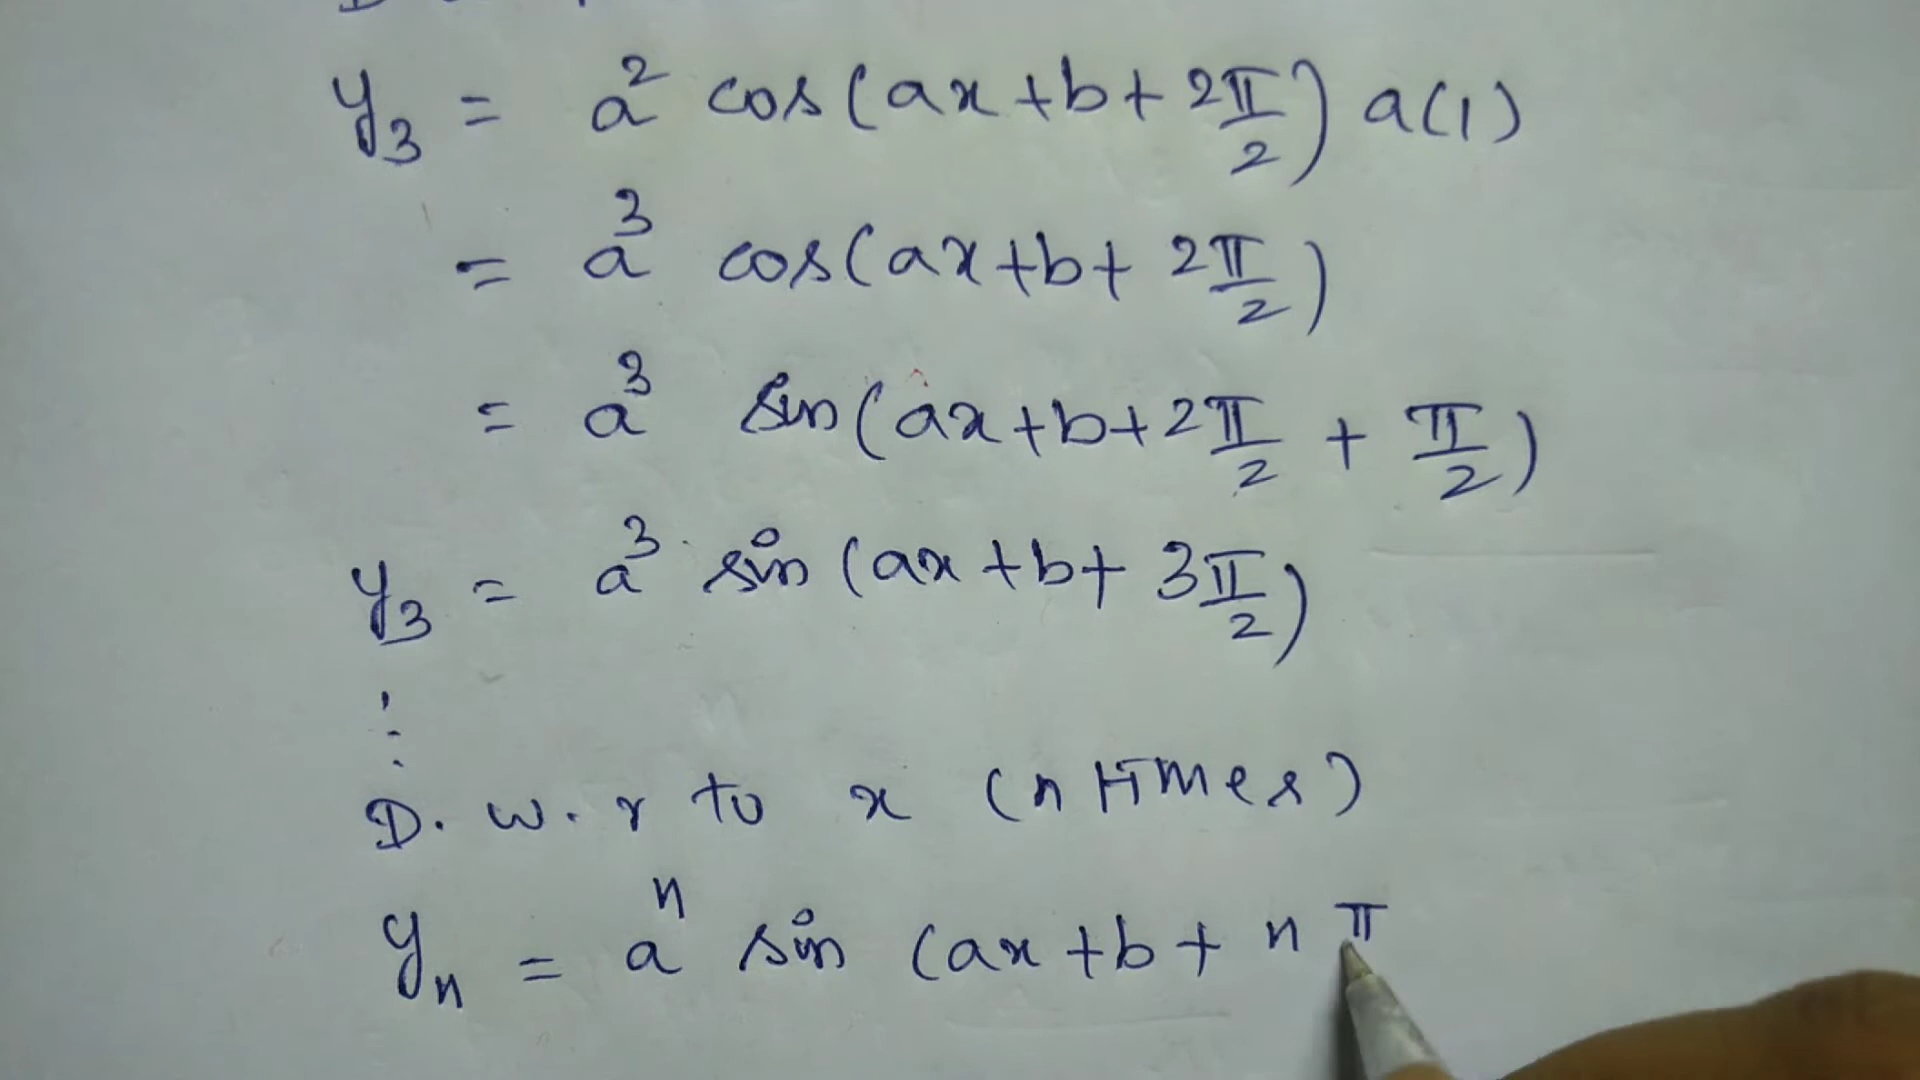 y₃ = a² cos(ax+b+2π/2) a(1)
= a³ cos(ax+b+2π/2)
= a³ sin(ax+b+2π/2 + π/2)
y₃ = a³ sin(ax+b+3π/2)
⋮
D. w. r to x (n times)
yₙ = aⁿ sin (ax+b+nπ